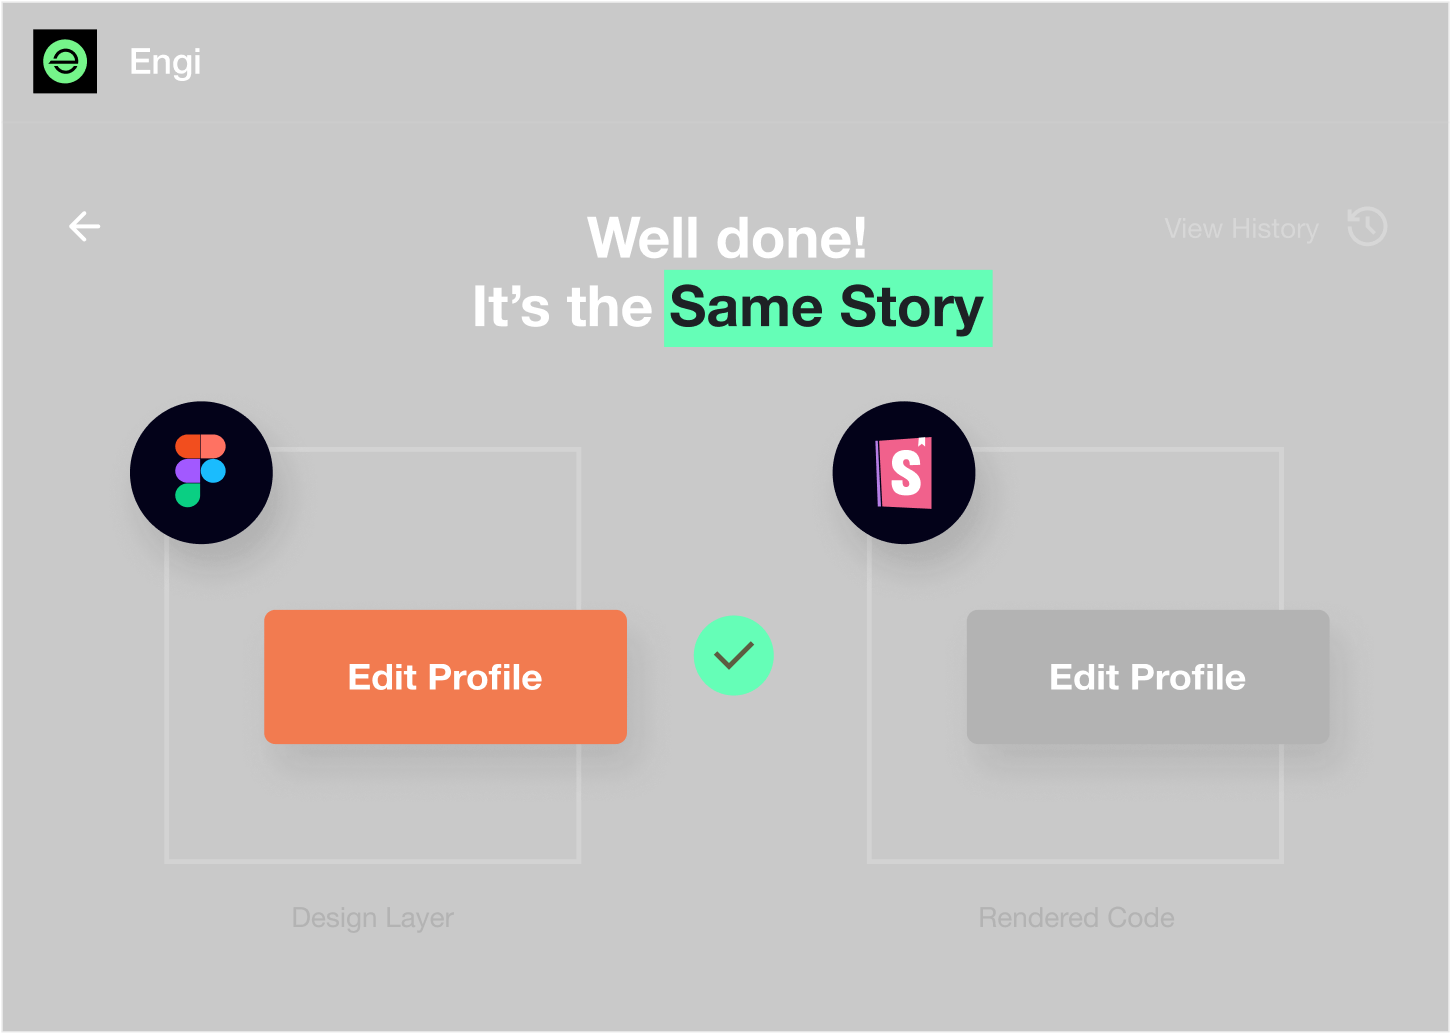 Engi
Well done!
View History
It’s the Same Story
S
Edit Profile
Edit Profile
Design Layer
Rendered Code